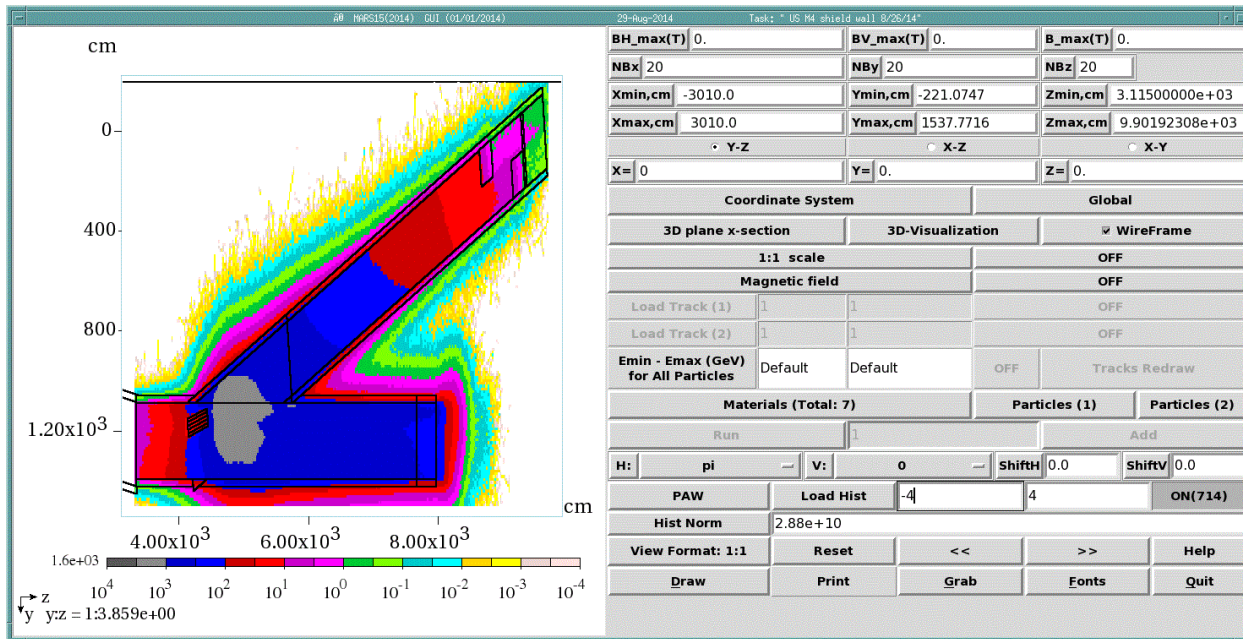 MARS15(2014) GUI (01/01/2014) 29-Aug-2014 Task: " US M4 shield wall 8/26/14"
cm
0
400
800
1.20x10³
cm
4.00x10³ 6.00x10³ 8.00x10³
1.6e+03
10⁴ 10³ 10² 10¹ 10⁰ 10⁻¹ 10⁻² 10⁻³ 10⁻⁴
z
y y:z = 1:3.859e+00
BH_max(T) 0. BV_max(T) 0. B_max(T) 0.
NBx 20 NBy 20 NBz 20
Xmin,cm -3010.0 Ymin,cm -221.0747 Zmin,cm 3.11500000e+03
Xmax,cm 3010.0 Ymax,cm 1537.7716 Zmax,cm 9.90192308e+03
Y-Z X-Z X-Y
X= 0 Y= 0. Z= 0.
Coordinate System Global
3D plane x-section 3D-Visualization WireFrame
1:1 scale OFF
Magnetic field OFF
Load Track (1) 1 1 OFF
Load Track (2) 1 1 OFF
Emin - Emax (GeV)
for All Particles Default Default OFF Tracks Redraw
Materials (Total: 7) Particles (1) Particles (2)
Run 1 Add
H: pi V: 0 ShiftH 0.0 ShiftV 0.0
PAW Load Hist -4 4 ON(714)
Hist Norm 2.88e+10
View Format: 1:1 Reset << >> Help
Draw Print Grab Fonts Quit